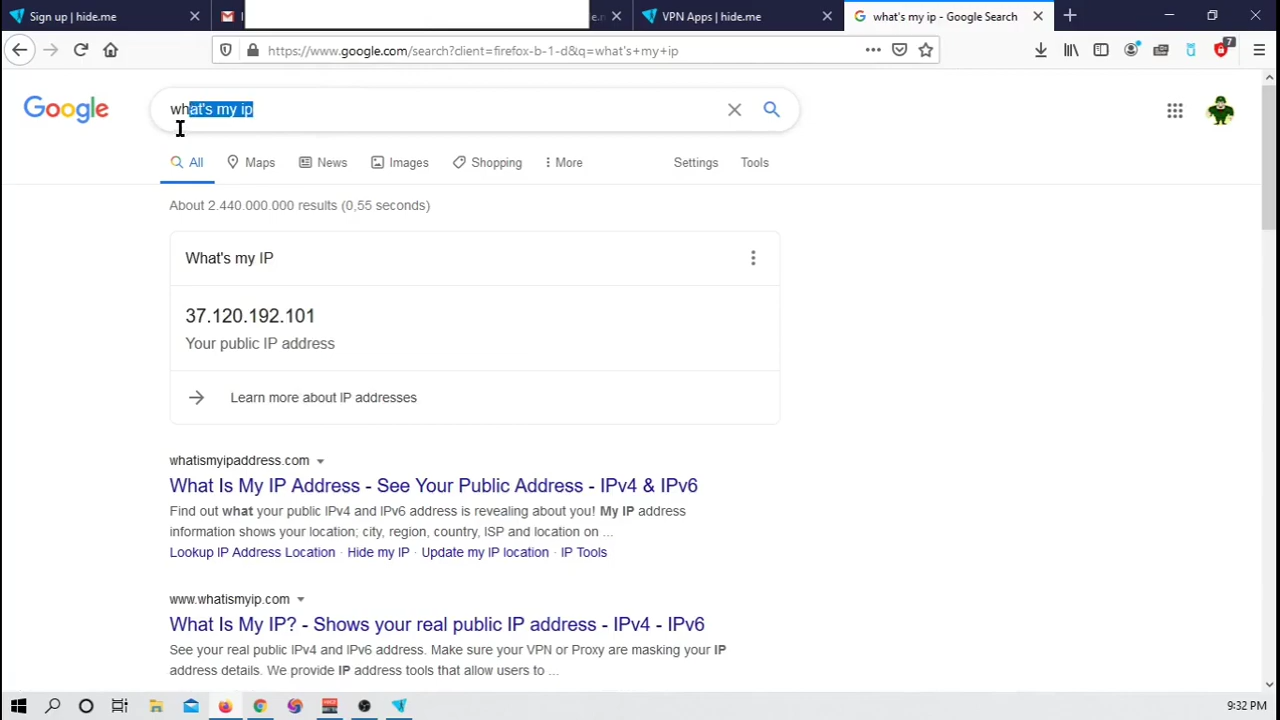 Sign up | hide.me
VPN Apps | hide.me
what's my ip - Google Search
https://www.google.com/search?client=firefox-b-1-d&q=what's+my+ip
7
Google
what's my ip
All
Maps
News
Images
Shopping
More
Settings
Tools
About 2.440.000.000 results (0,55 seconds)
What's my IP
37.120.192.101
Your public IP address
Learn more about IP addresses
whatismyipaddress.com
What Is My IP Address - See Your Public Address - IPv4 & IPv6
Find out what your public IPv4 and IPv6 address is revealing about you! My IP address
information shows your location; city, region, country, ISP and location on ...
Lookup IP Address Location · Hide my IP · Update my IP location · IP Tools
www.whatismyip.com
What Is My IP? - Shows your real public IP address - IPv4 - IPv6
See your real public IPv4 and IPv6 address. Make sure your VPN or Proxy are masking your IP
address details. We provide IP address tools that allow users to ...
9:32 PM